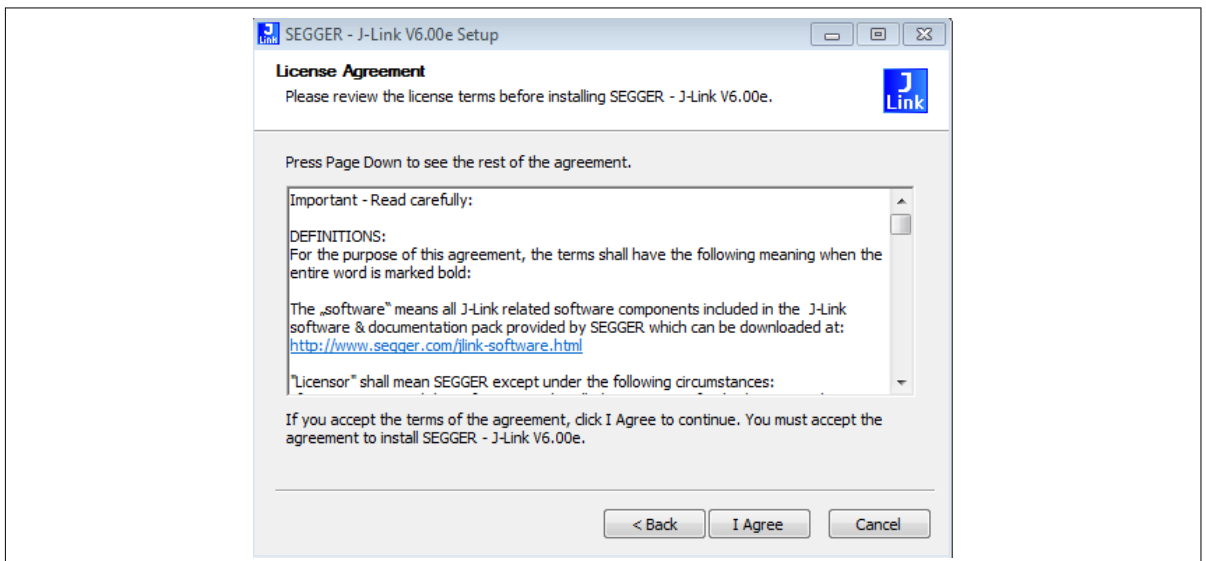 J
Link
SEGGER - J-Link V6.00e Setup
License Agreement
Please review the license terms before installing SEGGER - J-Link V6.00e.
J
Link
Press Page Down to see the rest of the agreement.
Important - Read carefully:
DEFINITIONS:
For the purpose of this agreement, the terms shall have the following meaning when the
entire word is marked bold:
The „software“ means all J-Link related software components included in the  J-Link
software & documentation pack provided by SEGGER which can be downloaded at:
http://www.segger.com/jlink-software.html
"Licensor" shall mean SEGGER except under the following circumstances:
If you accept the terms of the agreement, click I Agree to continue. You must accept the
agreement to install SEGGER - J-Link V6.00e.
< Back
I Agree
Cancel